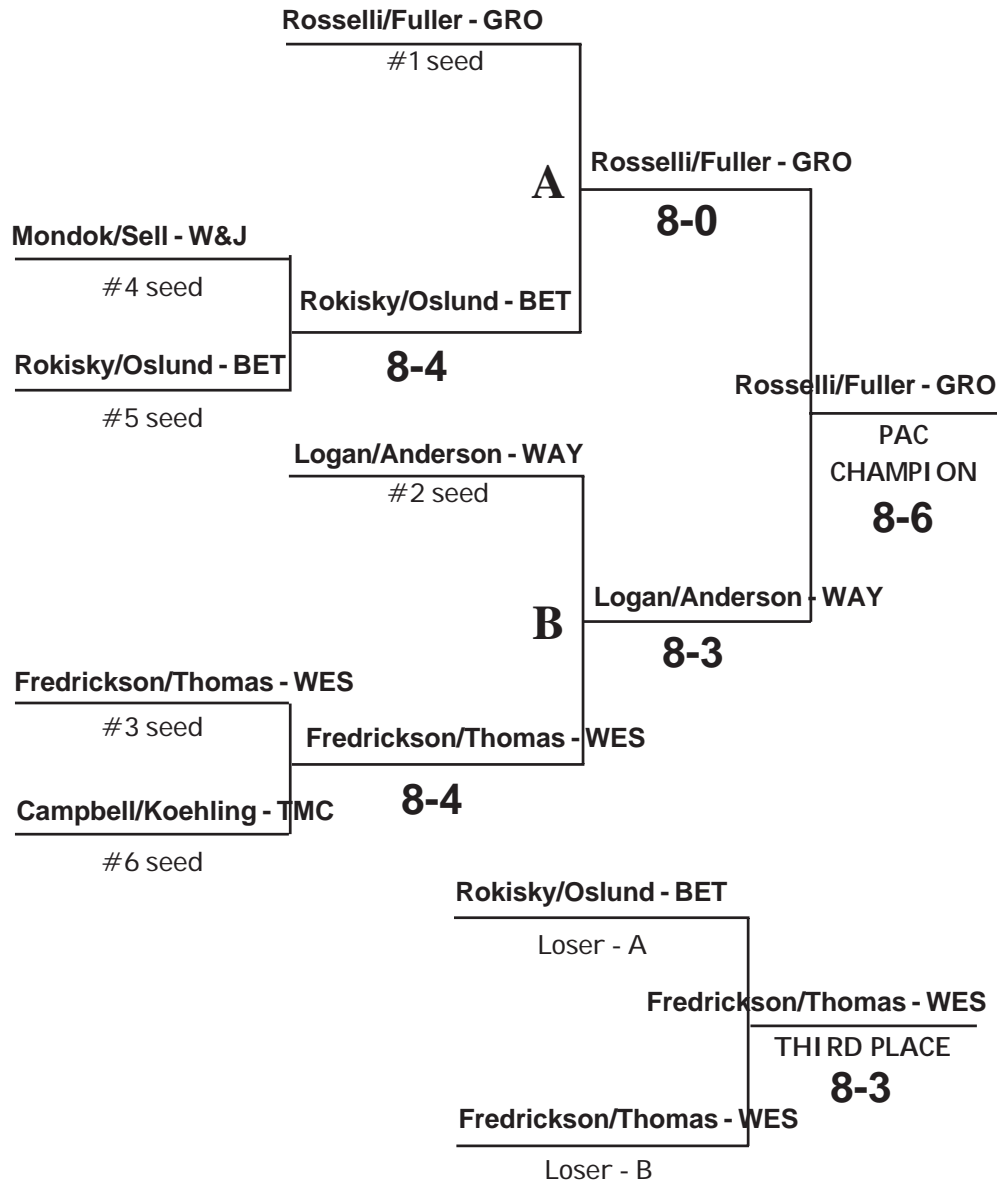 Rosselli/Fuller - GRO
#1 seed
A
Rosselli/Fuller - GRO
8-0
Mondok/Sell - W&J
#4 seed
Rokisky/Oslund - BET
8-4
Rokisky/Oslund - BET
#5 seed
Rosselli/Fuller - GRO
PAC
CHAMPION
8-6
Logan/Anderson - WAY
#2 seed
B
Logan/Anderson - WAY
8-3
Fredrickson/Thomas - WES
#3 seed
Fredrickson/Thomas - WES
8-4
Campbell/Koehling - TMC
#6 seed
Rokisky/Oslund - BET
Loser - A
Fredrickson/Thomas - WES
THIRD PLACE
8-3
Fredrickson/Thomas - WES
Loser - B